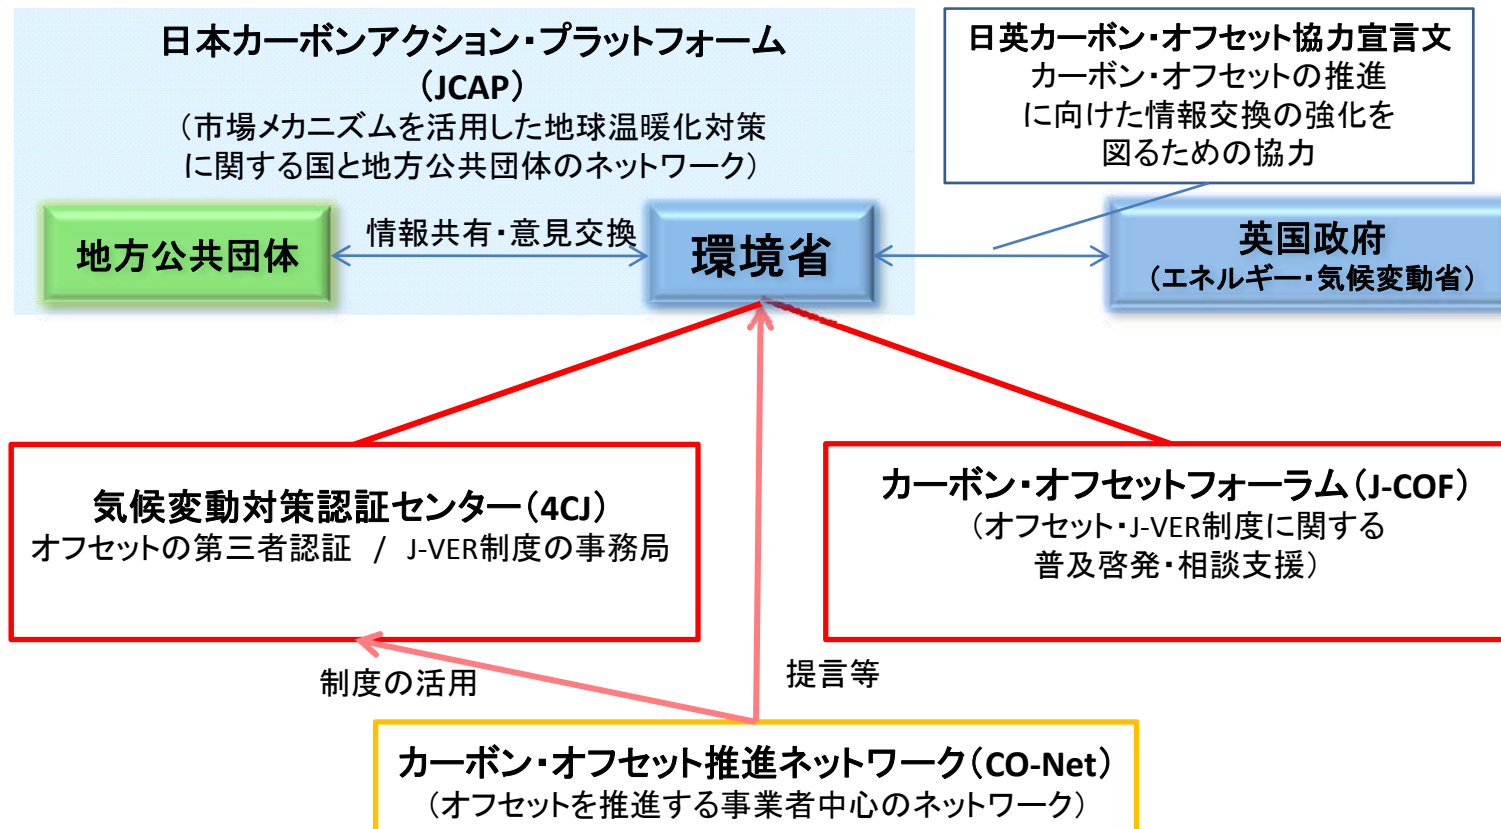 日本カーボンアクション・プラットフォーム
（JCAP）
（市場メカニズムを活用した地球温暖化対策
に関する国と地方公共団体のネットワーク）
日英カーボン・オフセット協力宣言文
カーボン・オフセットの推進
に向けた情報交換の強化を
図るための協力
地方公共団体
情報共有・意見交換
環境省
英国政府
（エネルギー・気候変動省）
気候変動対策認証センター（4CJ）
オフセットの第三者認証 / J-VER制度の事務局
カーボン・オフセットフォーラム（J-COF）
（オフセット・J-VER制度に関する
普及啓発・相談支援）
制度の活用
提言等
カーボン・オフセット推進ネットワーク（CO-Net）
（オフセットを推進する事業者中心のネットワーク）